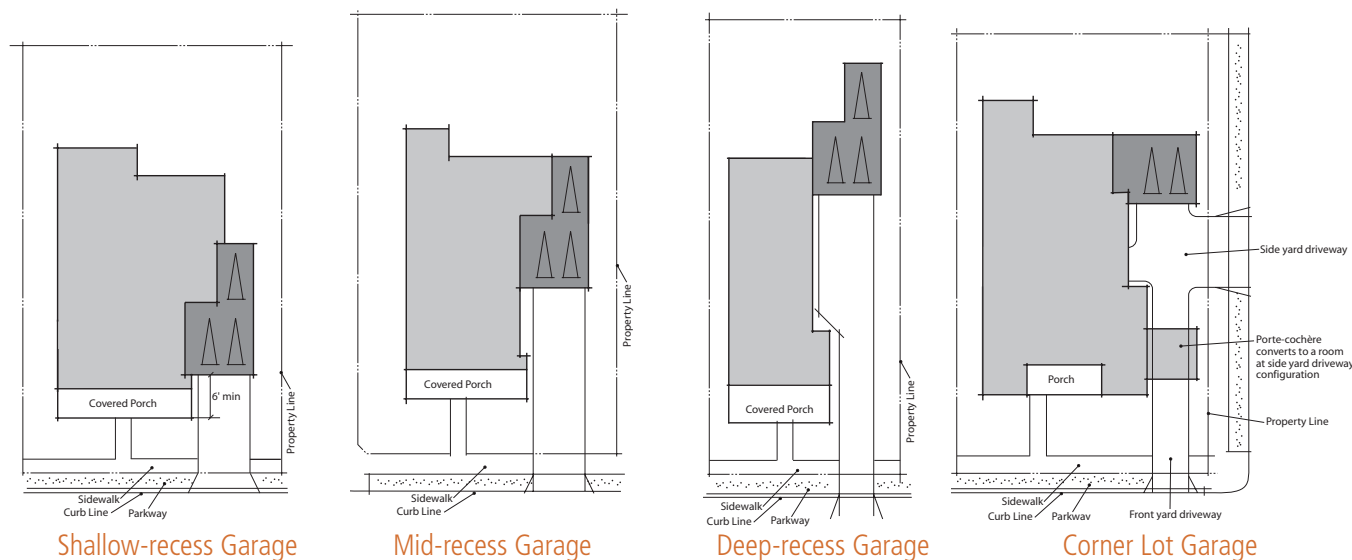 Covered Porch
6' min
Property Line
Sidewalk
Curb Line
Parkway
Shallow-recess Garage
Covered Porch
Property Line
Sidewalk
Curb Line
Mid-recess Garage
Covered Porch
Property Line
Sidewalk
Curb Line
Parkway
Deep-recess Garage
Side yard driveway
Porte-cochère
converts to a room
at side yard driveway
configuration
Porch
Property Line
Sidewalk
Curb Line
Parkway
Front yard driveway
Corner Lot Garage